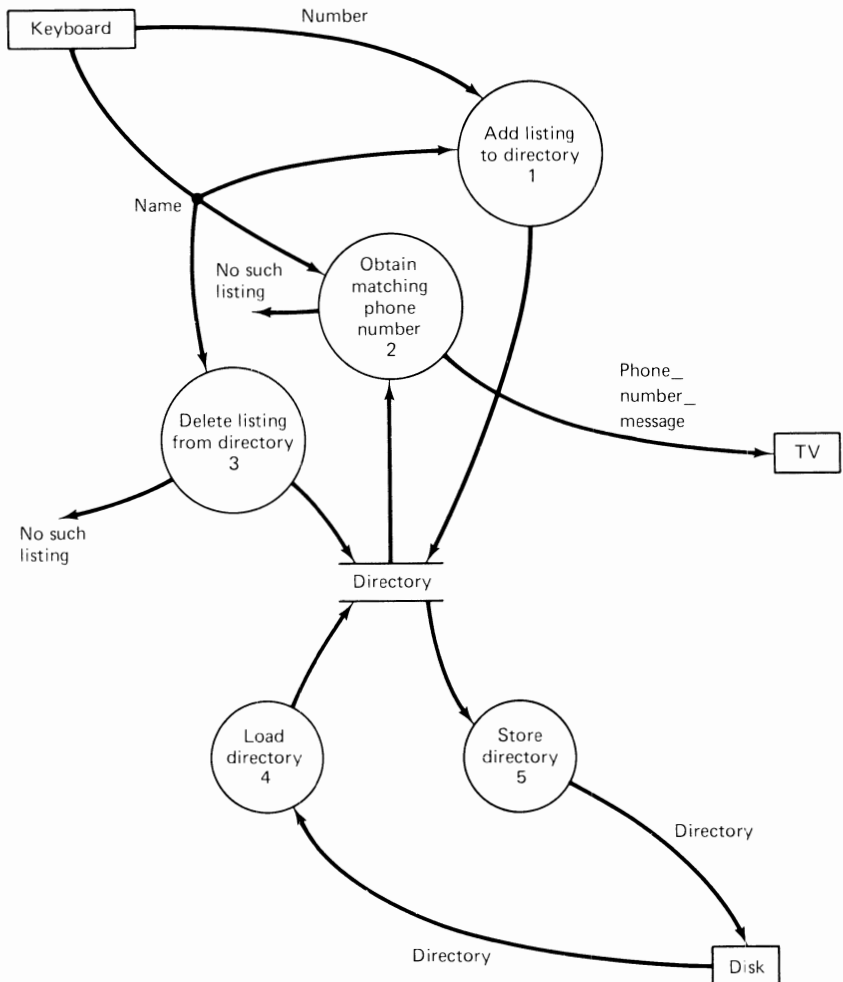 Number
Keyboard
Add listing
to directory
1
Name
Obtain
matching
phone
number
2
No such
listing
Phone_
number_
message
TV
Delete listing
from directory
3
No such
listing
Directory
Load
directory
4
Store
directory
5
Directory
Directory
Disk